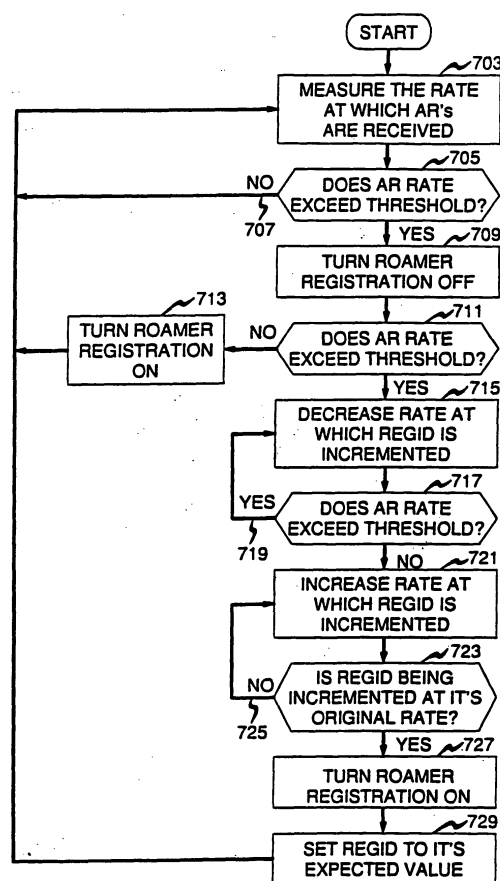 START
703
MEASURE THE RATE
AT WHICH AR's
ARE RECEIVED
705
NO
DOES AR RATE
EXCEED THRESHOLD?
707
YES
709
TURN ROAMER
REGISTRATION OFF
713
711
TURN ROAMER
REGISTRATION
ON
NO
DOES AR RATE
EXCEED THRESHOLD?
YES
715
DECREASE RATE AT
WHICH REGID IS
INCREMENTED
717
YES
DOES AR RATE
EXCEED THRESHOLD?
719
NO
721
INCREASE RATE AT
WHICH REGID IS
INCREMENTED
723
NO
IS REGID BEING
INCREMENTED AT IT'S
ORIGINAL RATE?
725
YES
727
TURN ROAMER
REGISTRATION ON
729
SET REGID TO IT'S
EXPECTED VALUE